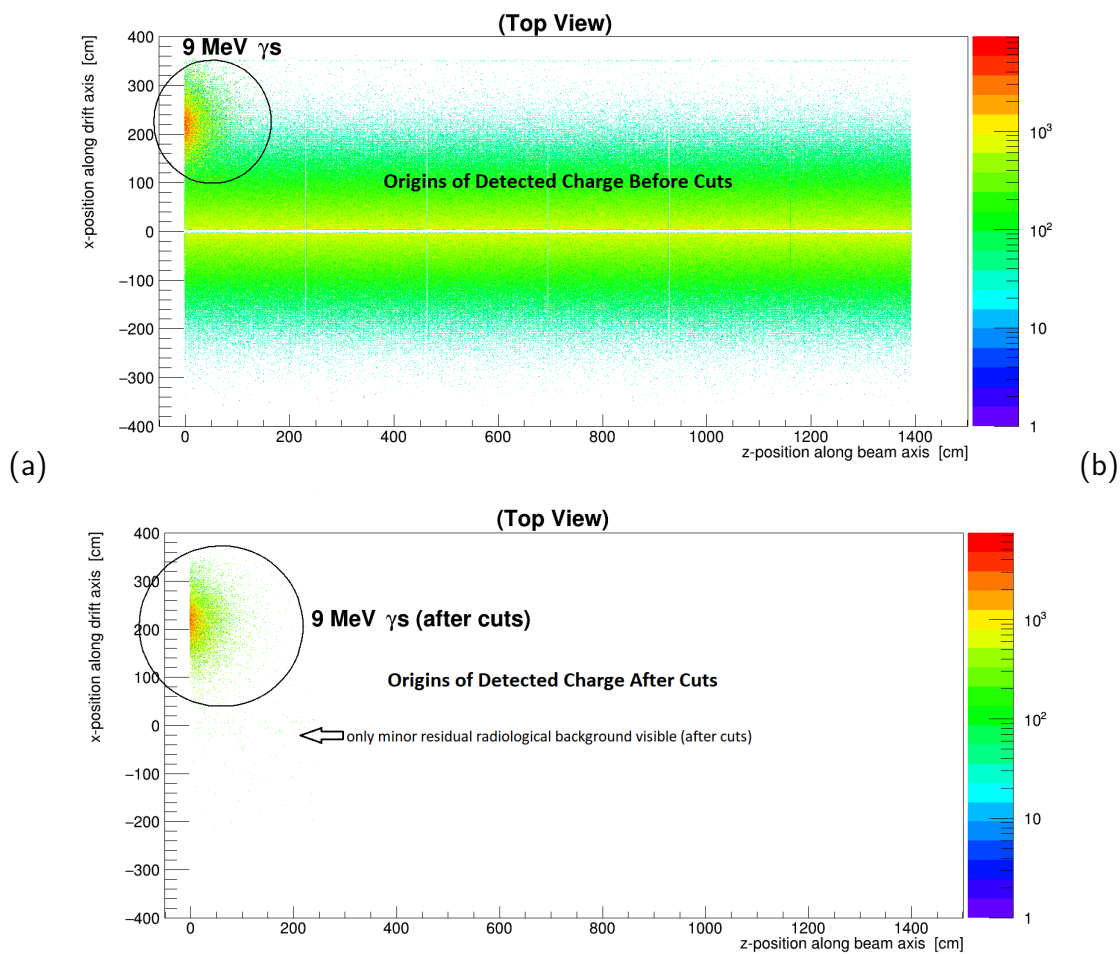 (Top View)
9 MeV γs
400
300
200
100
0
−100
−200
−300
−400
x-position along drift axis [cm]
Origins of Detected Charge Before Cuts
0 200 400 600 800 1000 1200 1400
z-position along beam axis [cm]
10³
10²
10
1
(a)
(b)
(Top View)
400
300
200
100
0
−100
−200
−300
−400
x-position along drift axis [cm]
9 MeV γs (after cuts)
Origins of Detected Charge After Cuts
only minor residual radiological background visible (after cuts)
0 200 400 600 800 1000 1200 1400
z-position along beam axis [cm]
10³
10²
10
1